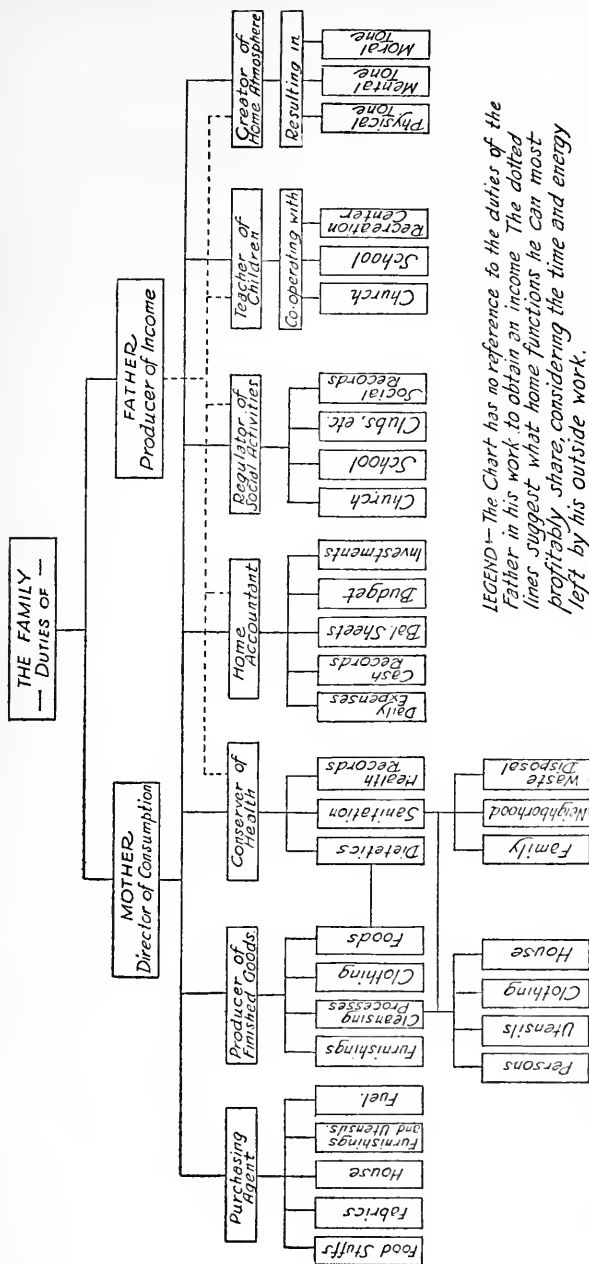 THE FAMILY
— DUTIES OF —
MOTHER
Director of Consumption
FATHER
Producer of Income
Purchasing
Agent
Producer of
Finished Goods.
Conserver of
Health
Home
Accountant
Regulator of
Social Activities
Teacher of
Children
Creator of
Home Atmosphere
Food Stuffs
Fabrics
House
Furnishings
and Utensils.
Fuel.
Furnishings
Cleansing
Processes
Clothing
Foods
Dietetics
Sanitation
Health
Records
Daily
Expenses
Cash
Records
Bal. Sheets
Budget
Investments
Church
School
Clubs, etc.
Social
Records
Co-operating with
Church
School
Recreation
Center
Resulting in
Physical
Tone
Mental
Tone
Moral
Tone
Persons
Utensils
Clothing
House
Family
Neighborhood
Waste
Disposal
LEGEND:— The Chart has no reference to the duties of the
Father in his work to obtain an income The dotted
lines suggest what home functions he can most
profitably share, considering the time and energy
left by his outside work.